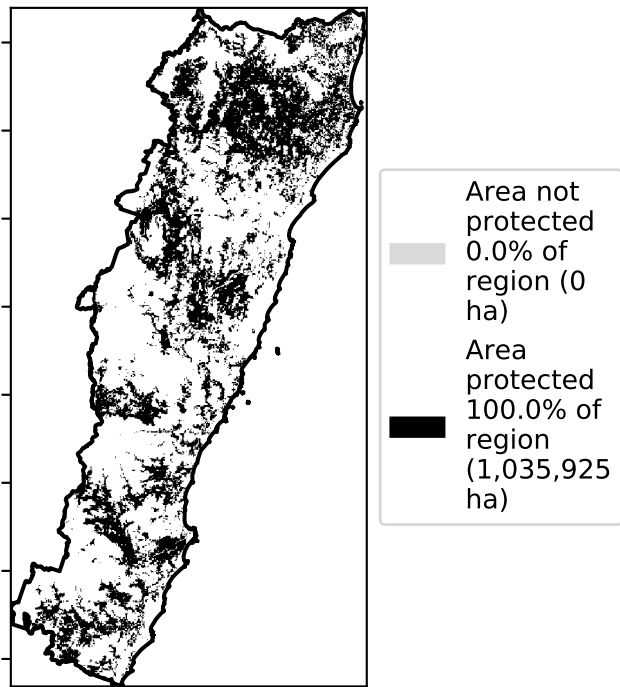 Area not
protected
0.0% of
region (0
ha)
Area
protected
100.0% of
region
(1,035,925
ha)